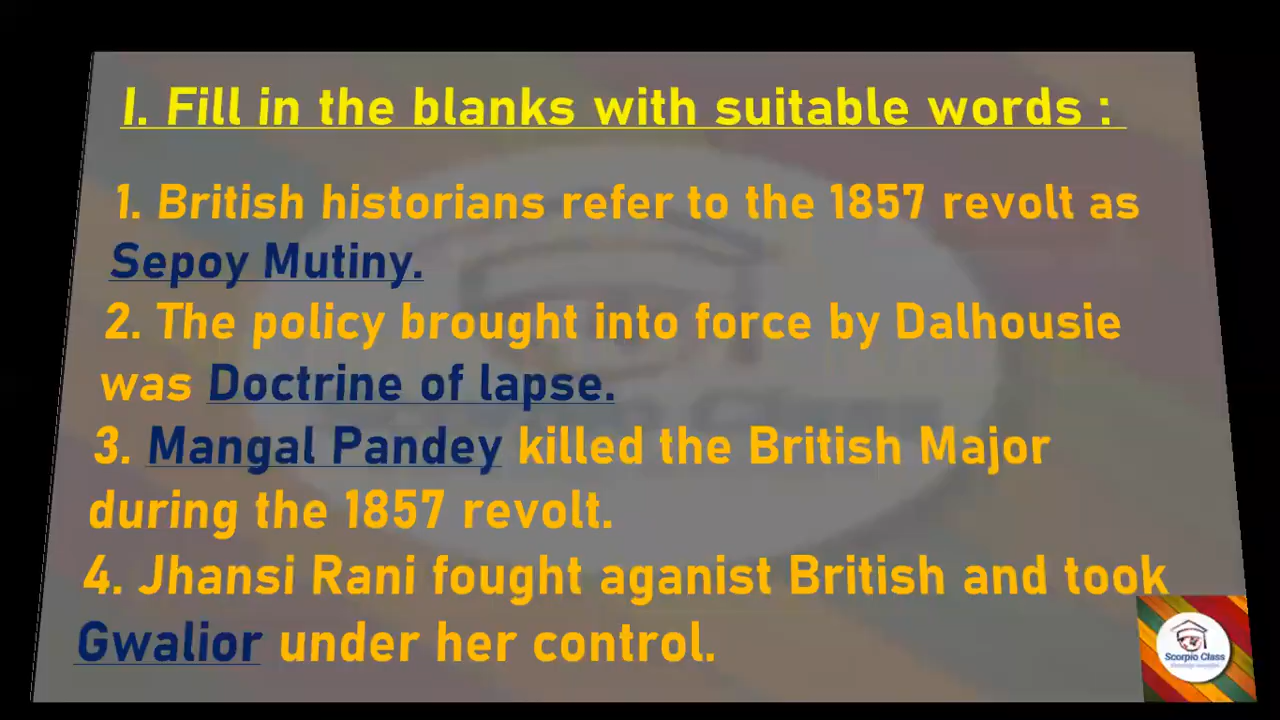 I. Fill in the blanks with suitable words :
1. British historians refer to the 1857 revolt as
Sepoy Mutiny.
2. The policy brought into force by Dalhousie
was Doctrine of lapse.
3. Mangal Pandey killed the British Major
during the 1857 revolt.
4. Jhansi Rani fought aganist British and took
Gwalior under her control.
Scorpio Class